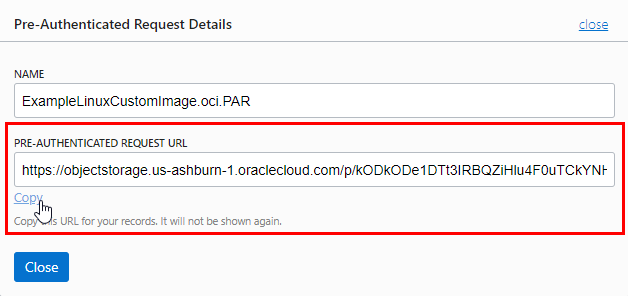 Pre-Authenticated Request Details close
NAME
ExampleLinuxCustomImage.oci.PAR
PRE-AUTHENTICATED REQUEST URL
https://objectstorage.us-ashburn-1.oraclecloud.com/p/kODkODe1DTt3IRBQZiHlu4F0uTCkYNH
Copy
Copy this URL for your records. It will not be shown again.
Close